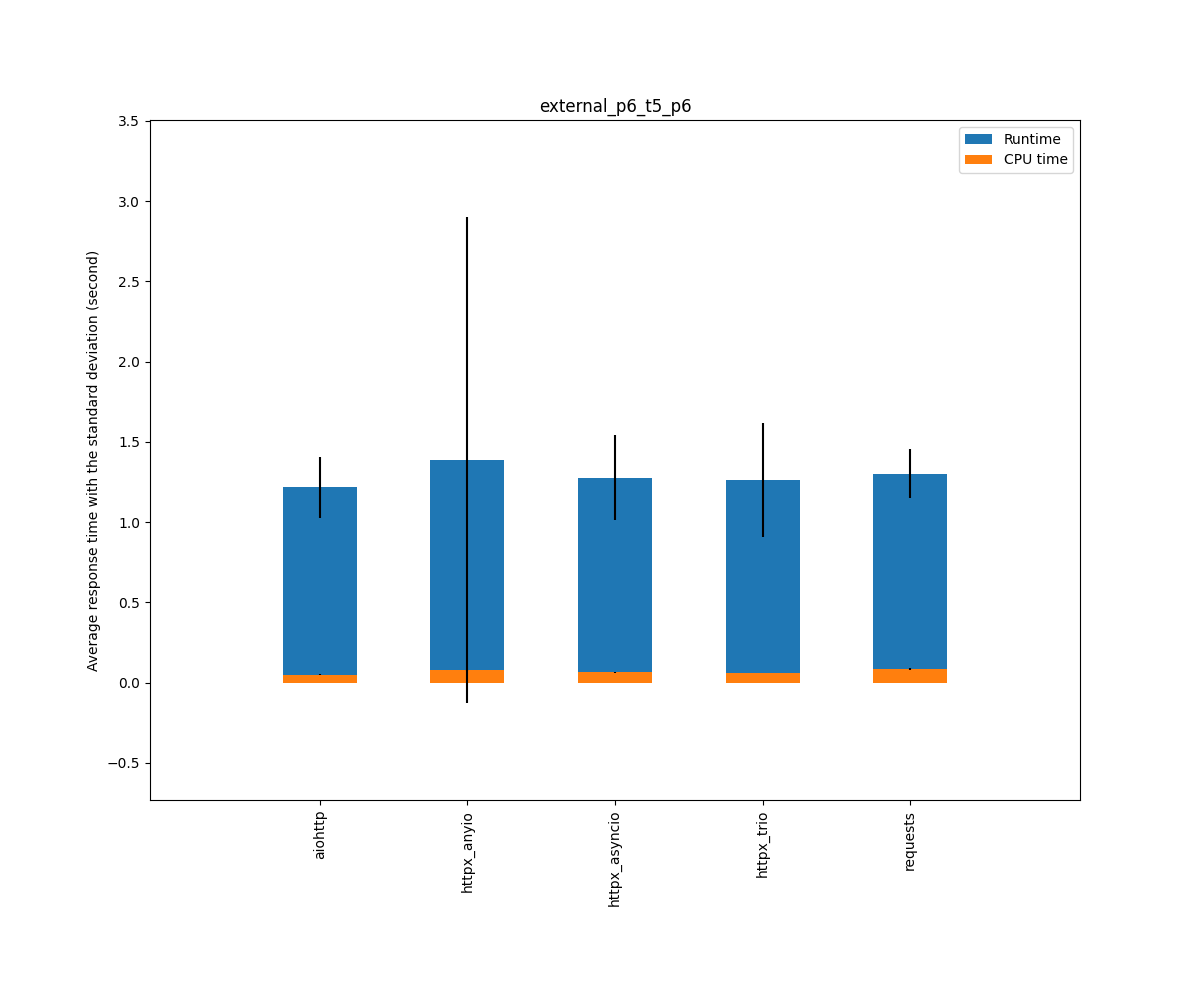 external_p6_t5_p6
Runtime
CPU time
Average response time with the standard deviation (second)
3.5
3.0
2.5
2.0
1.5
1.0
0.5
0.0
−0.5
aiohttp
httpx_anyio
httpx_asyncio
httpx_trio
requests